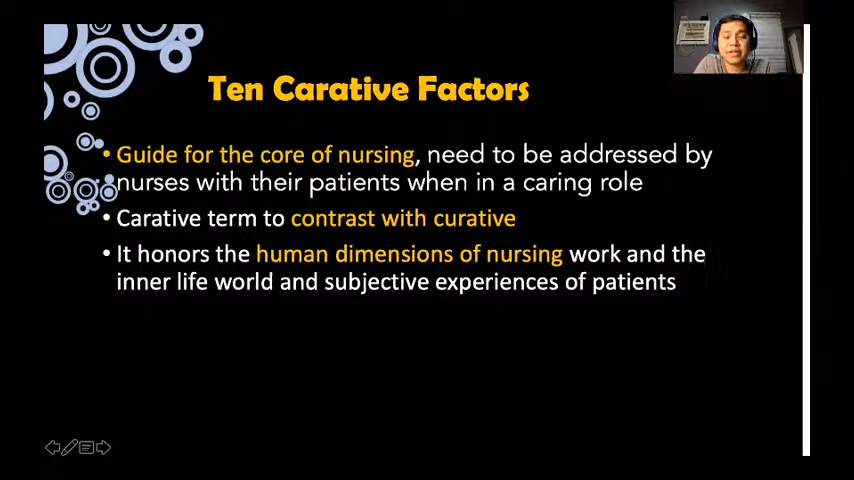 Ten Carative Factors
• Guide for the core of nursing, need to be addressed by
nurses with their patients when in a caring role
• Carative term to contrast with curative
• It honors the human dimensions of nursing work and the
inner life world and subjective experiences of patients